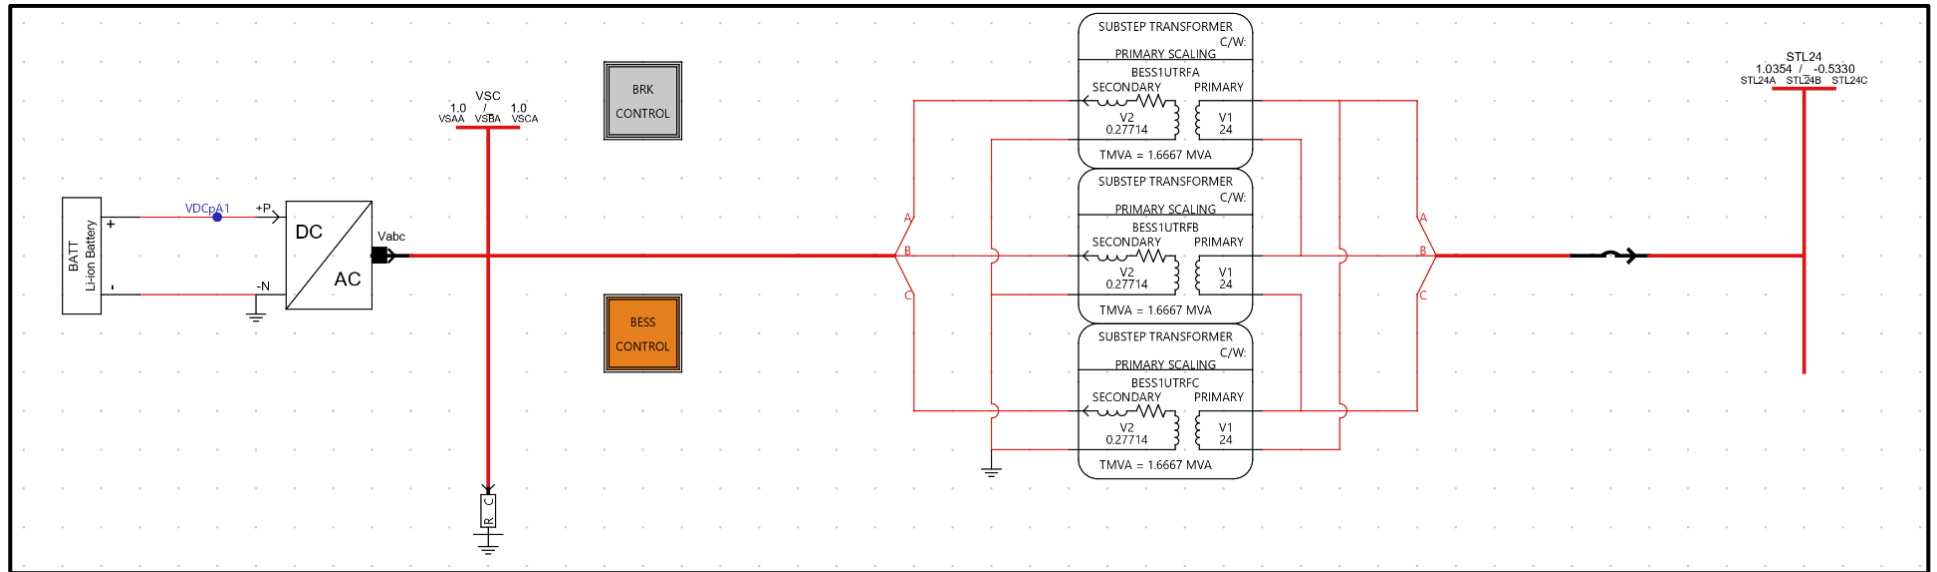 BATT
Li-ion Battery
+
-
VDCpA1
+P
-N
DC
AC
Vabc
VSC
1.0 / 1.0
VSAA VSBA VSCA
R C
BRK
CONTROL
BESS
CONTROL
A
B
C
SUBSTEP TRANSFORMER
C/W:
PRIMARY SCALING
BESS1UTRFA
SECONDARY PRIMARY
V2 V1
0.27714 24
TMVA = 1.6667 MVA
SUBSTEP TRANSFORMER
C/W:
PRIMARY SCALING
BESS1UTRFB
SECONDARY PRIMARY
V2 V1
0.27714 24
TMVA = 1.6667 MVA
SUBSTEP TRANSFORMER
C/W:
PRIMARY SCALING
BESS1UTRFC
SECONDARY PRIMARY
V2 V1
0.27714 24
TMVA = 1.6667 MVA
A
B
C
STL24
1.0354 / -0.5330
STL24A STL24B STL24C